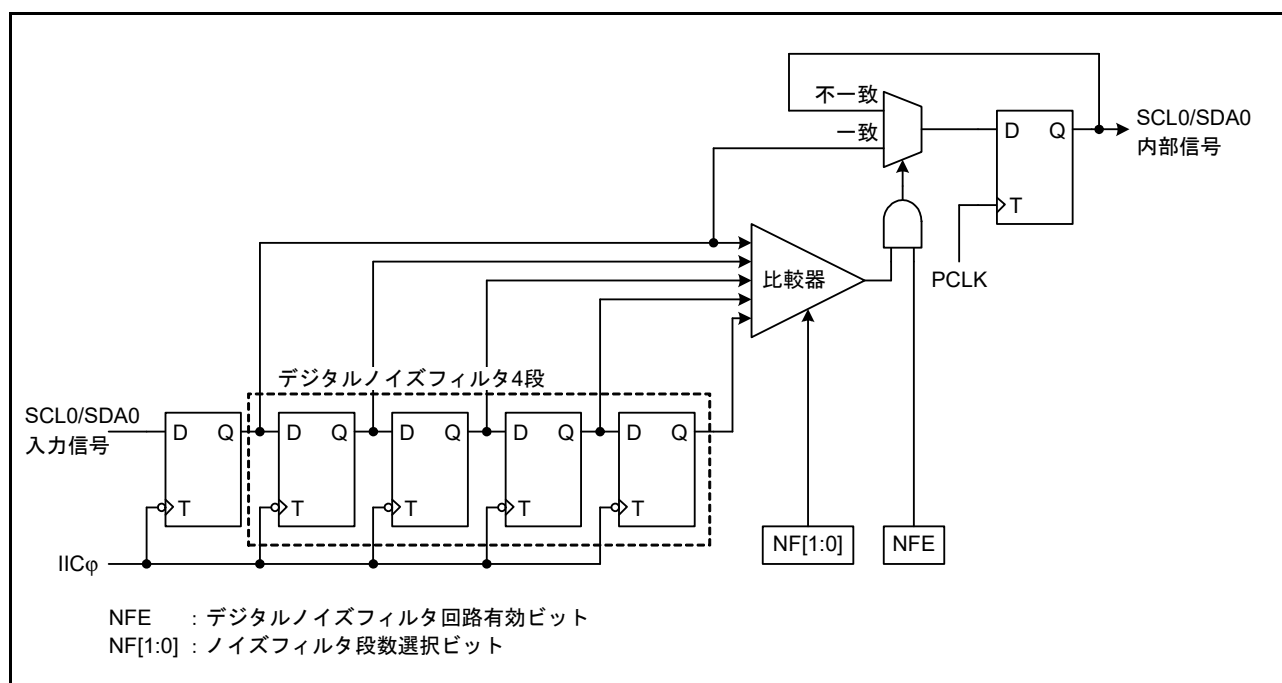 不一致
一致
D Q
T
SCL0/SDA0
内部信号
PCLK
比較器
デジタルノイズフィルタ4段
SCL0/SDA0
入力信号
D Q
T
D Q
T
D Q
T
D Q
T
D Q
T
NF[1:0]
NFE
IICφ
NFE : デジタルノイズフィルタ回路有効ビット
NF[1:0] : ノイズフィルタ段数選択ビット